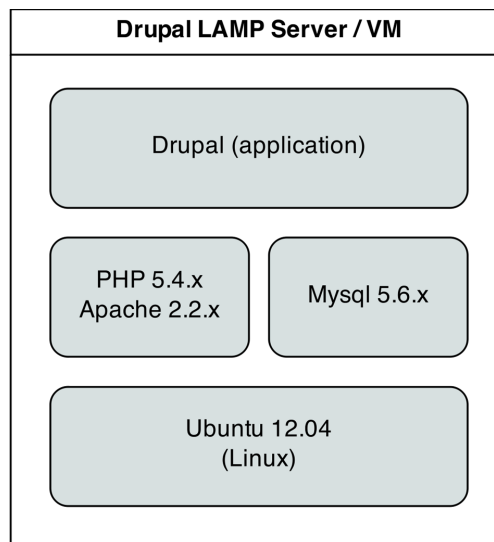 Drupal LAMP Server / VM
Drupal (application)
PHP 5.4.x
Apache 2.2.x
Mysql 5.6.x
Ubuntu 12.04
(Linux)